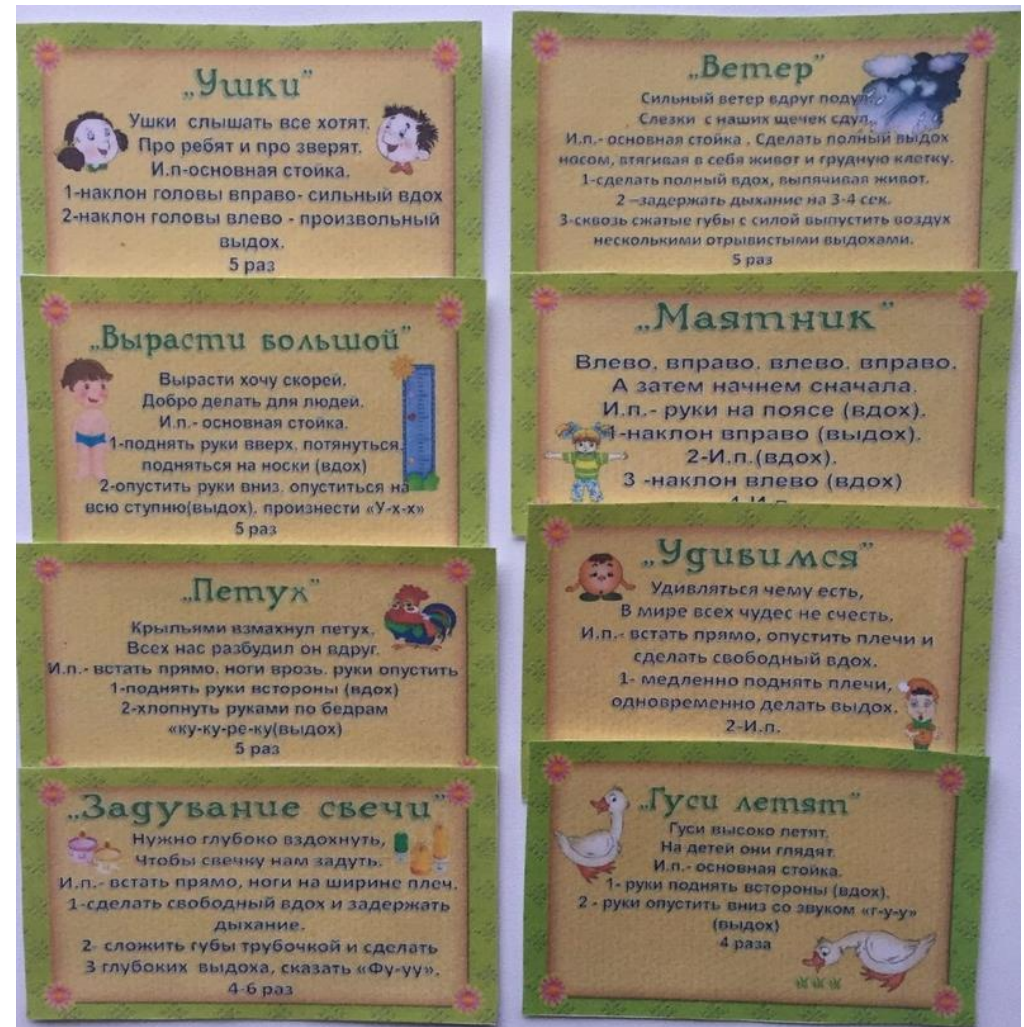 „Ушки”
Ушки слышать все хотят.
Про ребят и про зверят.
И.п-основная стойка.
1-наклон головы вправо- сильный вдох
2-наклон головы влево - произвольный
выдох.
5 раз
„Вырасти большой”
Вырасти хочу скорей.
Добро делать для людей.
И.п.- основная стойка.
1-поднять руки вверх. потянуться.
подняться на носки (вдох)
2-опустить руки вниз. опуститься на
всю ступню(выдох). произнести «У-х-х»
5 раз
„Петух”
Крыльями взмахнул петух.
Всех нас разбудил он вдруг.
И.п.- встать прямо. ноги врозь. руки опустить
1-поднять руки встороны (вдох)
2-хлопнуть руками по бедрам
«ку-ку-ре-ку(выдох)
5 раз
„Задувание свечи”
Нужно глубоко вздохнуть,
Чтобы свечку нам задуть.
И.п.- встать прямо, ноги на ширине плеч.
1-сделать свободный вдох и задержать
дыхание.
2- сложить губы трубочкой и сделать
3 глубоких выдоха, сказать «Фу-уу».
4-6 раз
„Ветер”
Сильный ветер вдруг подул.
Слезки с наших щечек сдул.
И.п.- основная стойка . Сделать полный выдох
носом, втягивая в себя живот и грудную клетку.
1-сделать полный вдох, выпячивая живот.
2 –задержать дыхание на 3-4 сек.
3-сквозь сжатые губы с силой выпустить воздух
несколькими отрывистыми выдохами.
5 раз
„Маятник”
Влево, вправо. влево. вправо.
А затем начнем сначала.
И.п.- руки на поясе (вдох).
1-наклон вправо (выдох).
2-И.п.(вдох).
3 -наклон влево (вдох)
„Удивимся”
Удивляться чему есть,
В мире всех чудес не счесть.
И.п.- встать прямо, опустить плечи и
сделать свободный вдох.
1- медленно поднять плечи,
одновременно делать выдох.
2-И.п.
„Гуси летят”
Гуси высоко летят.
На детей они глядят.
И.п.- основная стойка.
1- руки поднять встороны (вдох).
2 - руки опустить вниз со звуком «г-у-у»
(выдох)
4 раза